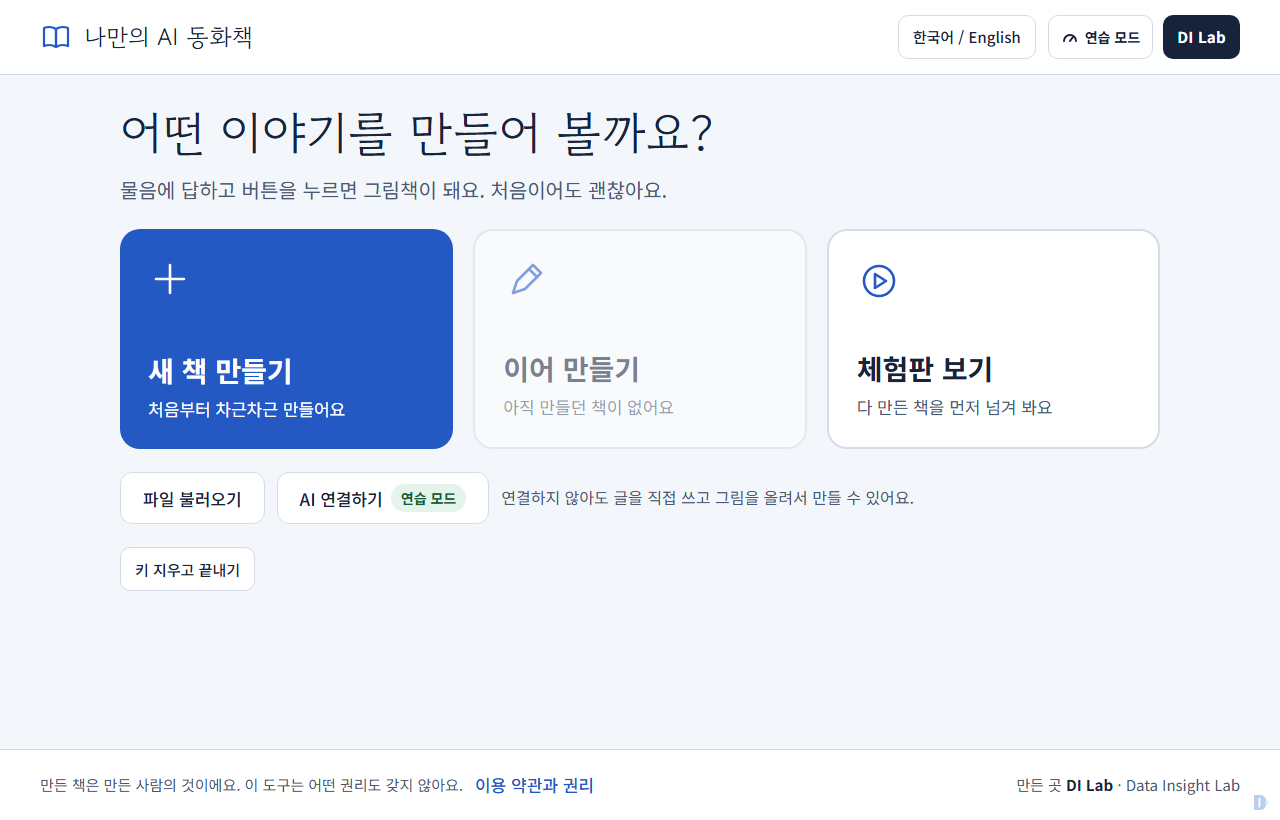 나만의 AI 동화책
한국어 / English
연습 모드
DI Lab
어떤 이야기를 만들어 볼까요?
물음에 답하고 버튼을 누르면 그림책이 돼요. 처음이어도 괜찮아요.
새 책 만들기
처음부터 차근차근 만들어요
이어 만들기
아직 만들던 책이 없어요
체험판 보기
다 만든 책을 먼저 넘겨 봐요
파일 불러오기
AI 연결하기 연습 모드
연결하지 않아도 글을 직접 쓰고 그림을 올려서 만들 수 있어요.
키 지우고 끝내기
만든 책은 만든 사람의 것이에요. 이 도구는 어떤 권리도 갖지 않아요. 이용 약관과 권리
만든 곳 DI Lab · Data Insight Lab